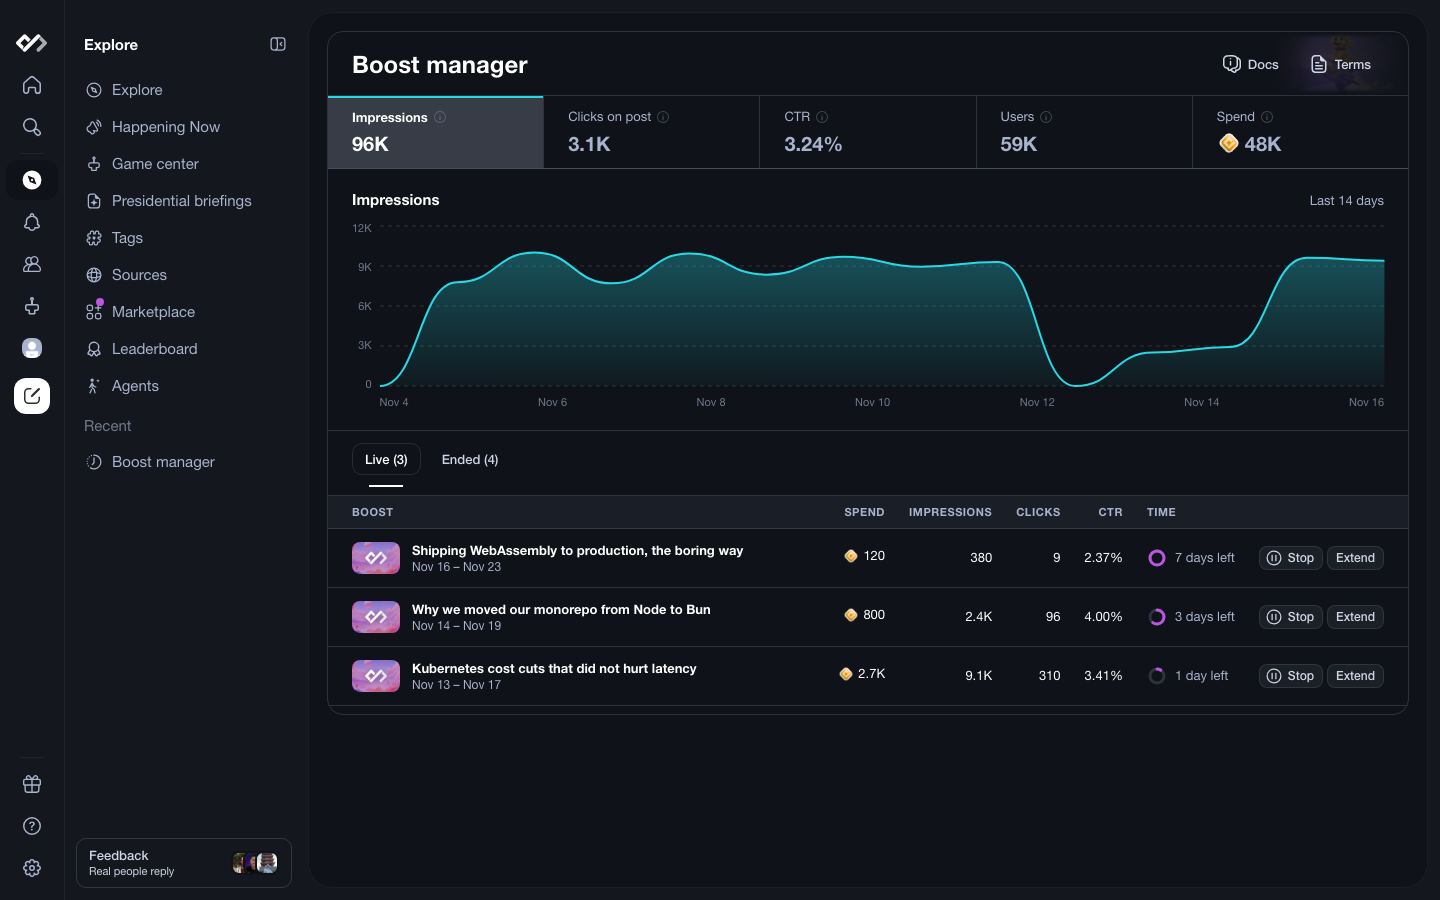 Explore
Explore
Happening Now
Game center
Presidential briefings
Tags
Sources
Marketplace
Leaderboard
Agents
Recent
Boost manager
Feedback
Real people reply
Boost manager
Docs
Terms
Impressions
96K
Clicks on post
3.1K
CTR
3.24%
Users
59K
Spend
48K
Impressions
Last 14 days
12K
9K
6K
3K
0
Nov 4 Nov 6 Nov 8 Nov 10 Nov 12 Nov 14 Nov 16
Live (3) Ended (4)
BOOST SPEND IMPRESSIONS CLICKS CTR TIME
Shipping WebAssembly to production, the boring way
Nov 16 – Nov 23
120 380 9 2.37% 7 days left Stop Extend
Why we moved our monorepo from Node to Bun
Nov 14 – Nov 19
800 2.4K 96 4.00% 3 days left Stop Extend
Kubernetes cost cuts that did not hurt latency
Nov 13 – Nov 17
2.7K 9.1K 310 3.41% 1 day left Stop Extend